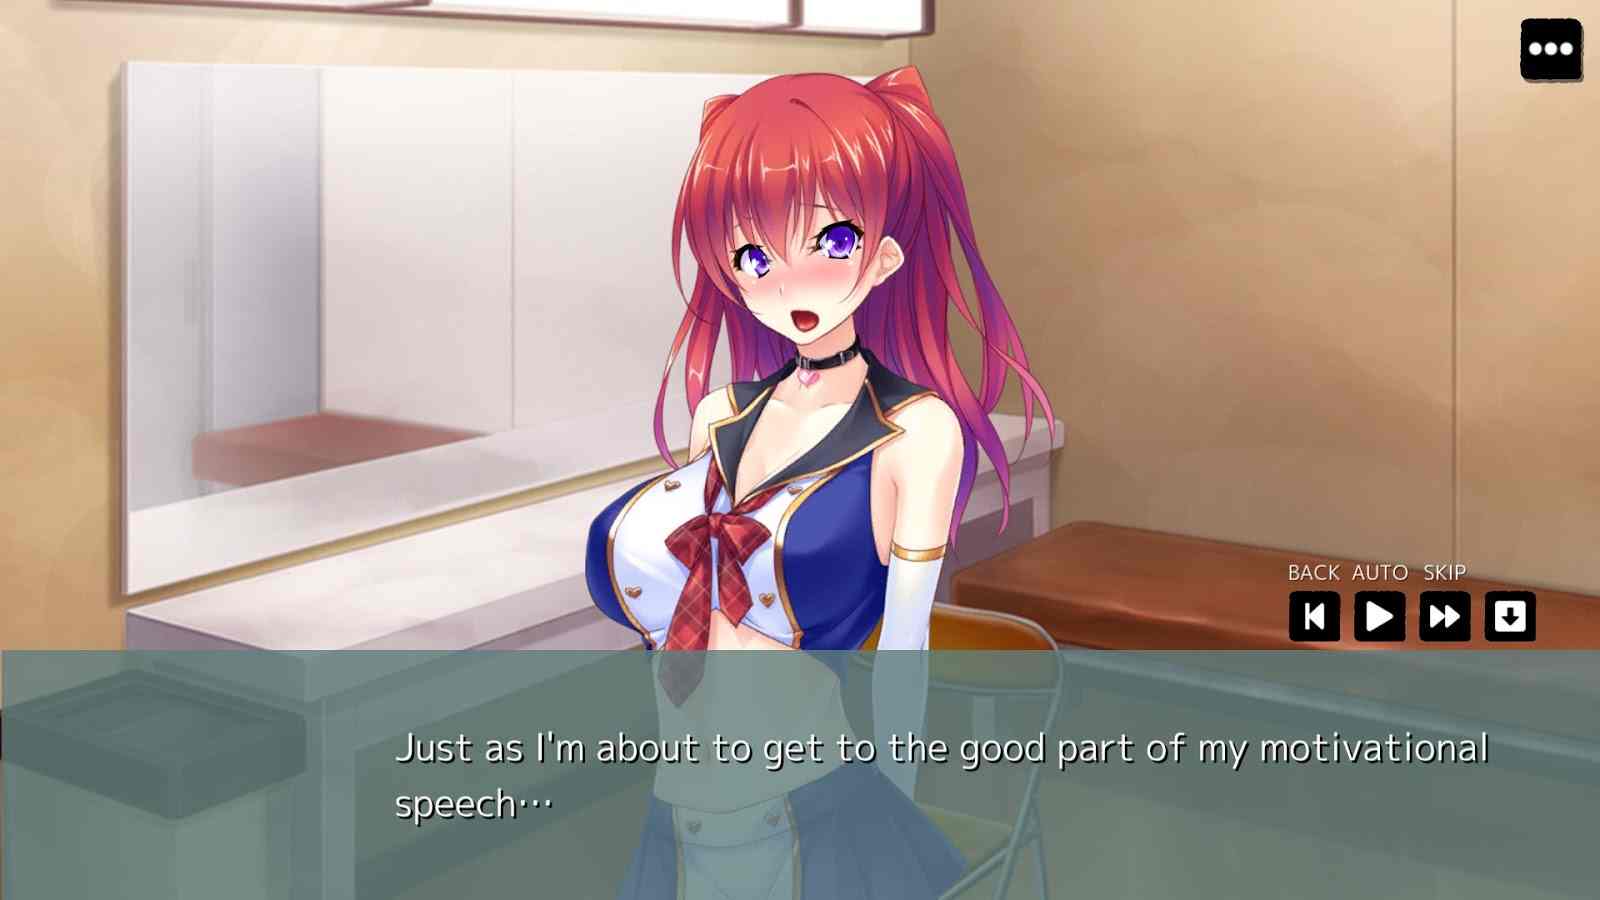 BACK AUTO SKIP
Just as I'm about to get to the good part of my motivational
speech…